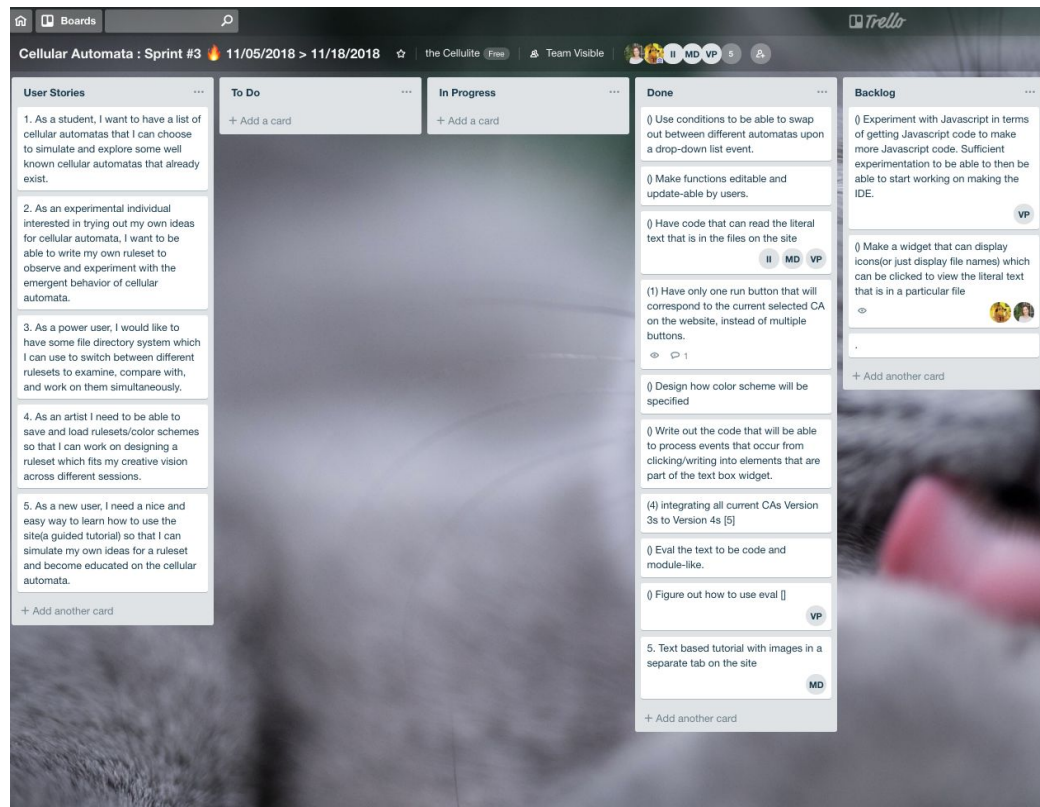 Boards
Trello
Cellular Automata : Sprint #3 🔥 11/05/2018 > 11/18/2018
the Cellulite Free
Team Visible
II MD VP 5
User Stories
1. As a student, I want to have a list of
cellular automatas that I can choose
to simulate and explore some well
known cellular automatas that already
exist.
2. As an experimental individual
interested in trying out my own ideas
for cellular automata, I want to be
able to write my own ruleset to
observe and experiment with the
emergent behavior of cellular
automata.
3. As a power user, I would like to
have some file directory system which
I can use to switch between different
rulesets to examine, compare with,
and work on them simultaneously.
4. As an artist I need to be able to
save and load rulesets/color schemes
so that I can work on designing a
ruleset which fits my creative vision
across different sessions.
5. As a new user, I need a nice and
easy way to learn how to use the
site(a guided tutorial) so that I can
simulate my own ideas for a ruleset
and become educated on the cellular
automata.
+ Add another card
To Do
+ Add a card
In Progress
+ Add a card
Done
() Use conditions to be able to swap
out between different automatas upon
a drop-down list event.
() Make functions editable and
update-able by users.
() Have code that can read the literal
text that is in the files on the site
II MD VP
(1) Have only one run button that will
correspond to the current selected CA
on the website, instead of multiple
buttons.
1
() Design how color scheme will be
specified
() Write out the code that will be able
to process events that occur from
clicking/writing into elements that are
part of the text box widget.
(4) integrating all current CAs Version
3s to Version 4s [5]
() Eval the text to be code and
module-like.
() Figure out how to use eval []
VP
5. Text based tutorial with images in a
separate tab on the site
MD
+ Add another card
Backlog
() Experiment with Javascript in terms
of getting Javascript code to make
more Javascript code. Sufficient
experimentation to be able to then be
able to start working on making the
IDE.
VP
() Make a widget that can display
icons(or just display file names) which
can be clicked to view the literal text
that is in a particular file
.
+ Add another card